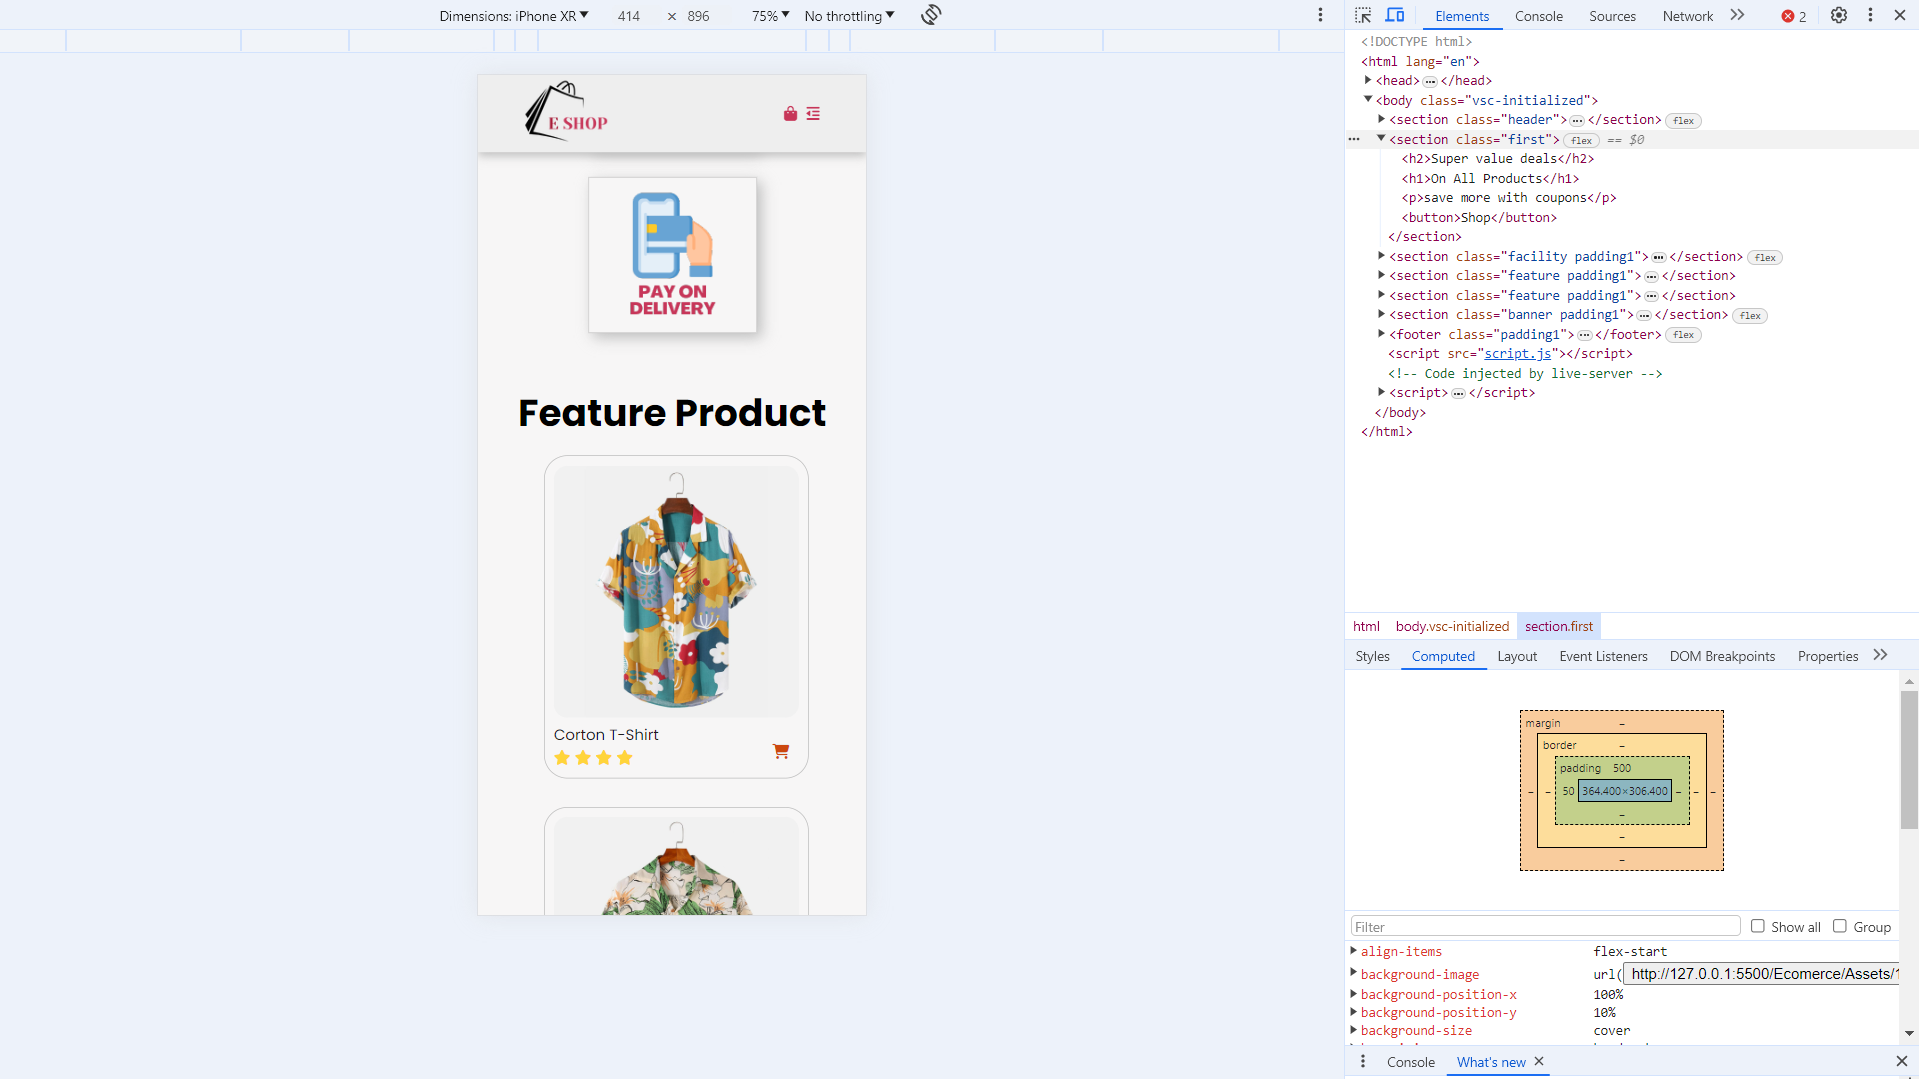 Dimensions: iPhone XR 414 × 896 75% No throttling
E SHOP
PAY ON
DELIVERY
Feature Product
Corton T-Shirt
Elements Console Sources Network 2
<!DOCTYPE html>
<html lang="en">
<head>…</head>
<body class="vsc-initialized">
<section class="header">…</section> flex
… <section class="first"> flex == $0
<h2>Super value deals</h2>
<h1>On All Products</h1>
<p>save more with coupons</p>
<button>Shop</button>
</section>
<section class="facility padding1">…</section> flex
<section class="feature padding1">…</section>
<section class="feature padding1">…</section>
<section class="banner padding1">…</section> flex
<footer class="padding1">…</footer> flex
<script src="script.js"></script>
<!-- Code injected by live-server -->
<script>…</script>
</body>
</html>
html body.vsc-initialized section.first
Styles Computed Layout Event Listeners DOM Breakpoints Properties
margin –
border –
padding 500
– – 50 364.400×306.400 – – –
–
–
–
Filter Show all Group
align-items flex-start
background-image url( http://127.0.0.1:5500/Ecomerce/Assets/1
background-position-x 100%
background-position-y 10%
background-size cover
Console What's new